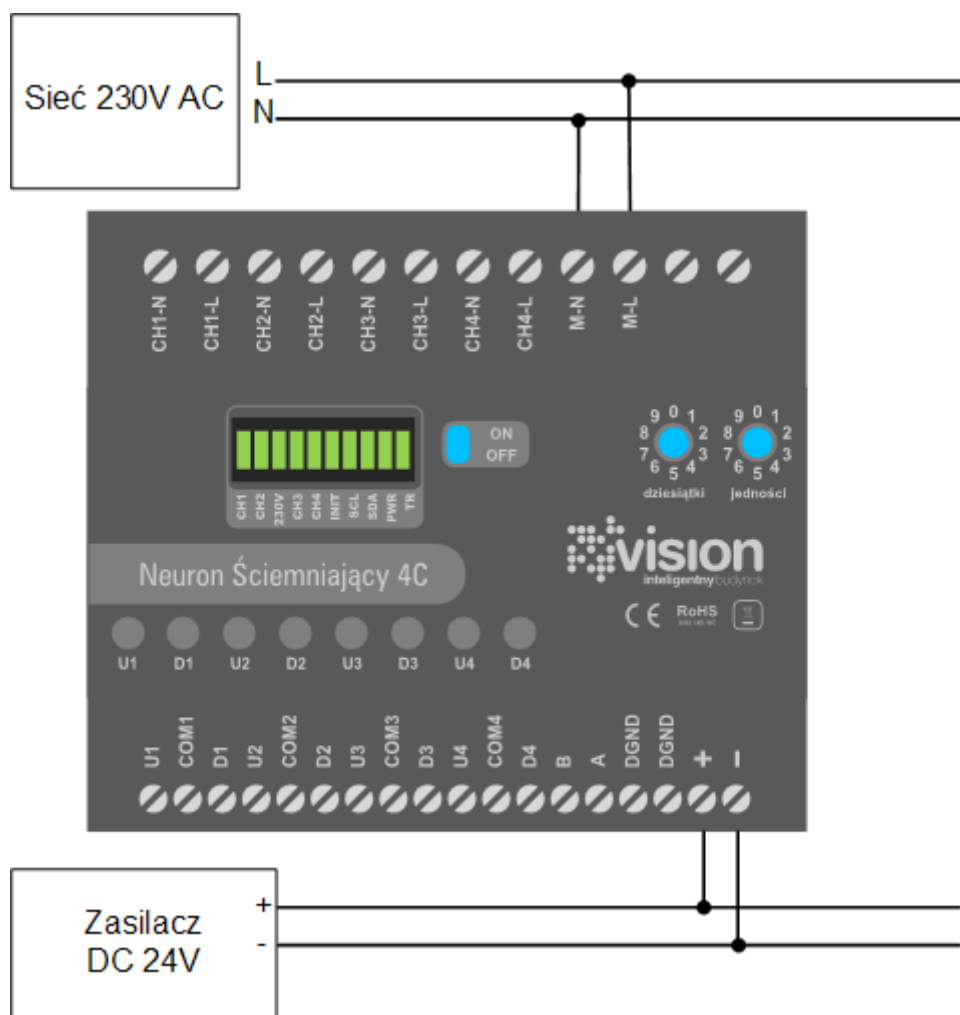 Sieć 230V AC
L
N
CH1-N
CH1-L
CH2-N
CH2-L
CH3-N
CH3-L
CH4-N
CH4-L
M-N
M-L
CH1
CH2
230V
CH3
CH4
INIT
SCL
SDA
PWR
TR
ON
OFF
9 0 1
8 2
7 3
6 5 4
dziesiątki
9 0 1
8 2
7 3
6 5 4
jedności
vision
inteligentny budynek
Neuron Ściemniający 4C
CE RoHS
U1 D1 U2 D2 U3 D3 U4 D4
U1
COM1
D1
U2
COM2
D2
U3
COM3
D3
U4
COM4
D4
B
A
DGND
DGND
+
-
Zasilacz
DC 24V
+
-